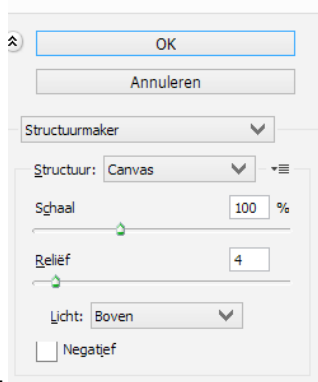 OK
Annuleren
Structuurmaker
Structuur: Canvas
Schaal 100 %
Reliëf 4
Licht: Boven
Negatief